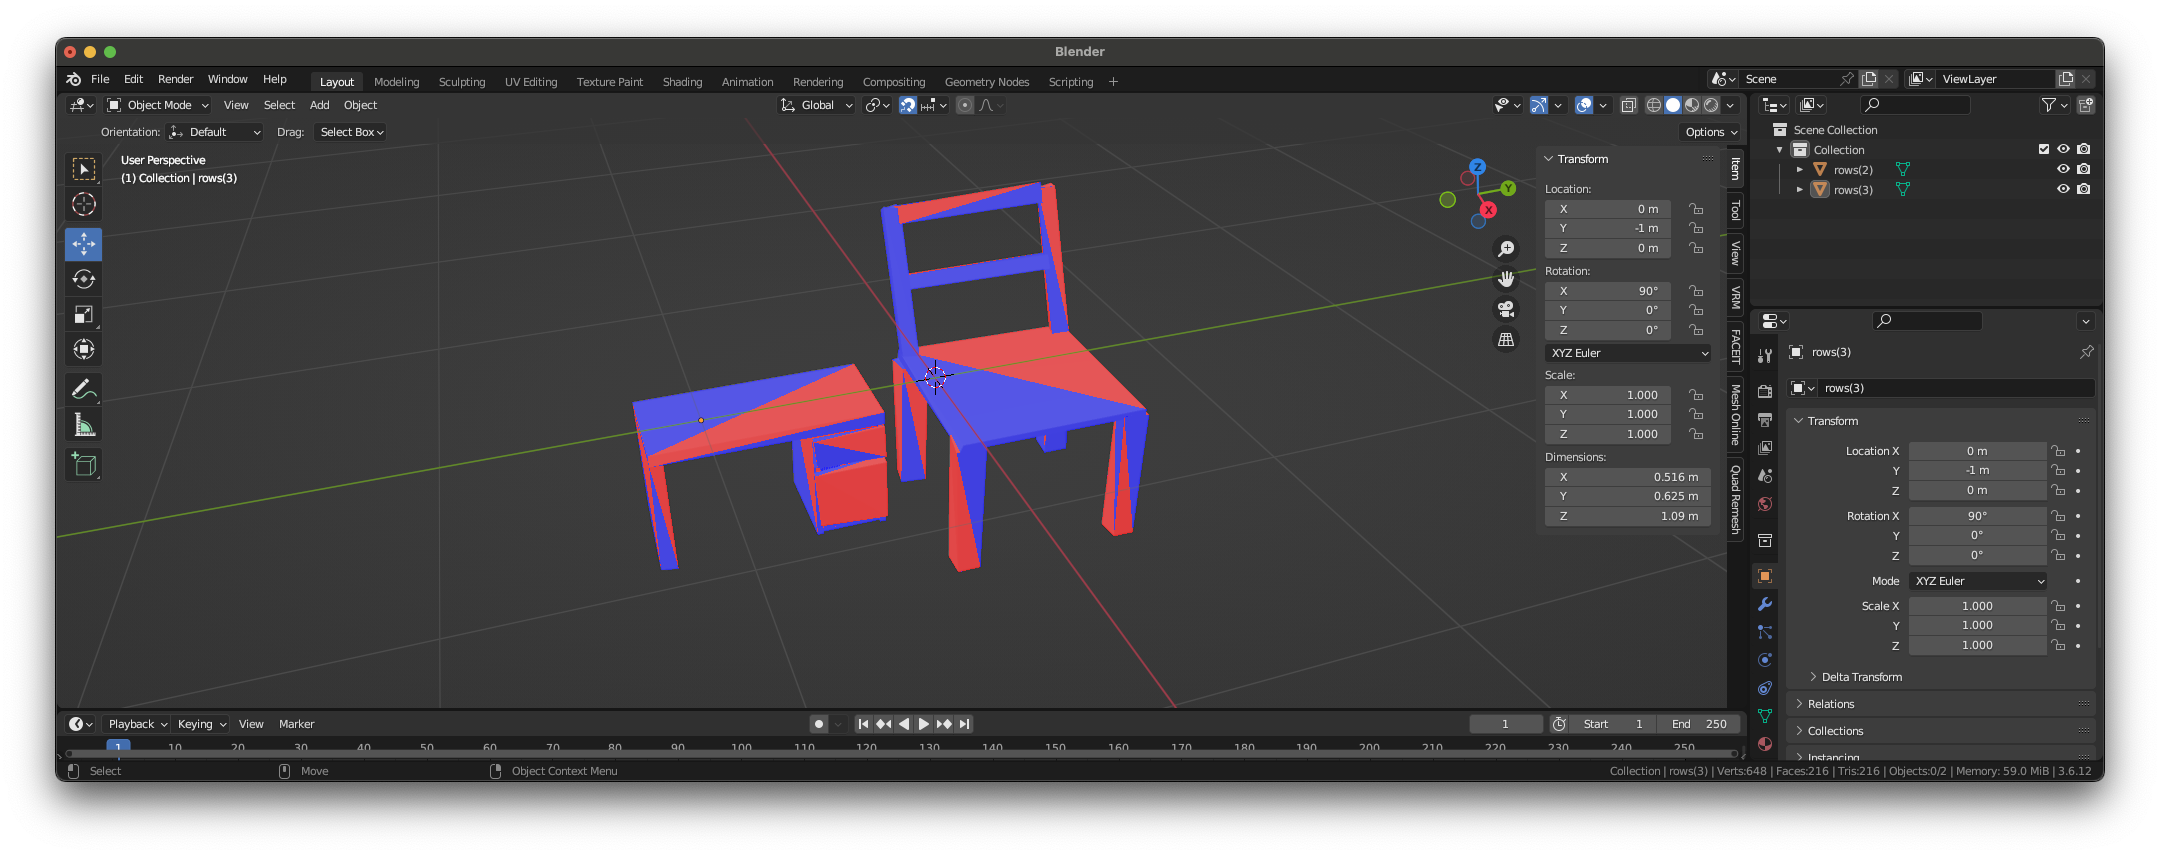 Blender
File Edit Render Window Help Layout Modeling Sculpting UV Editing Texture Paint Shading Animation Rendering Compositing Geometry Nodes Scripting + Scene ViewLayer
Object Mode View Select Add Object Global
Orientation: Default Drag: Select Box Options
User Perspective
(1) Collection | rows(3)
Z
Y
X
Transform
Location:
X 0 m
Y -1 m
Z 0 m
Rotation:
X 90°
Y 0°
Z 0°
XYZ Euler
Scale:
X 1.000
Y 1.000
Z 1.000
Dimensions:
X 0.516 m
Y 0.625 m
Z 1.09 m
Item
Tool
View
VRM
FACEIT
Mesh Online
Quad Remesh
Scene Collection
Collection
rows(2)
rows(3)
rows(3)
rows(3)
Transform
Location X 0 m
Y -1 m
Z 0 m
Rotation X 90°
Y 0°
Z 0°
Mode XYZ Euler
Scale X 1.000
Y 1.000
Z 1.000
Delta Transform
Relations
Collections
Instancing
Playback Keying View Marker 1 Start 1 End 250
1 10 20 30 40 50 60 70 80 90 100 110 120 130 140 150 160 170 180 190 200 210 220 230 240 250
Select Move Object Context Menu Collection | rows(3) | Verts:648 | Faces:216 | Tris:216 | Objects:0/2 | Memory: 59.0 MiB | 3.6.12